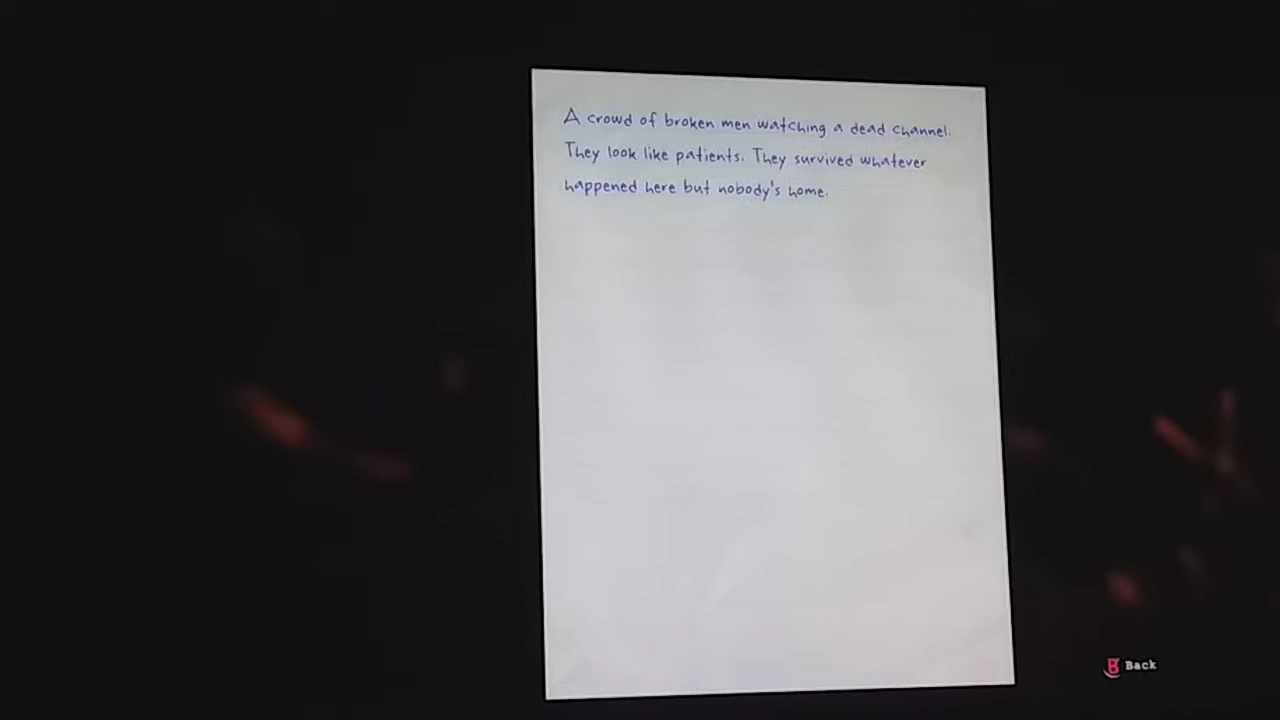 A crowd of broken men watching a dead channel.
They look like patients. They survived whatever
happened here but nobody's home.
B Back